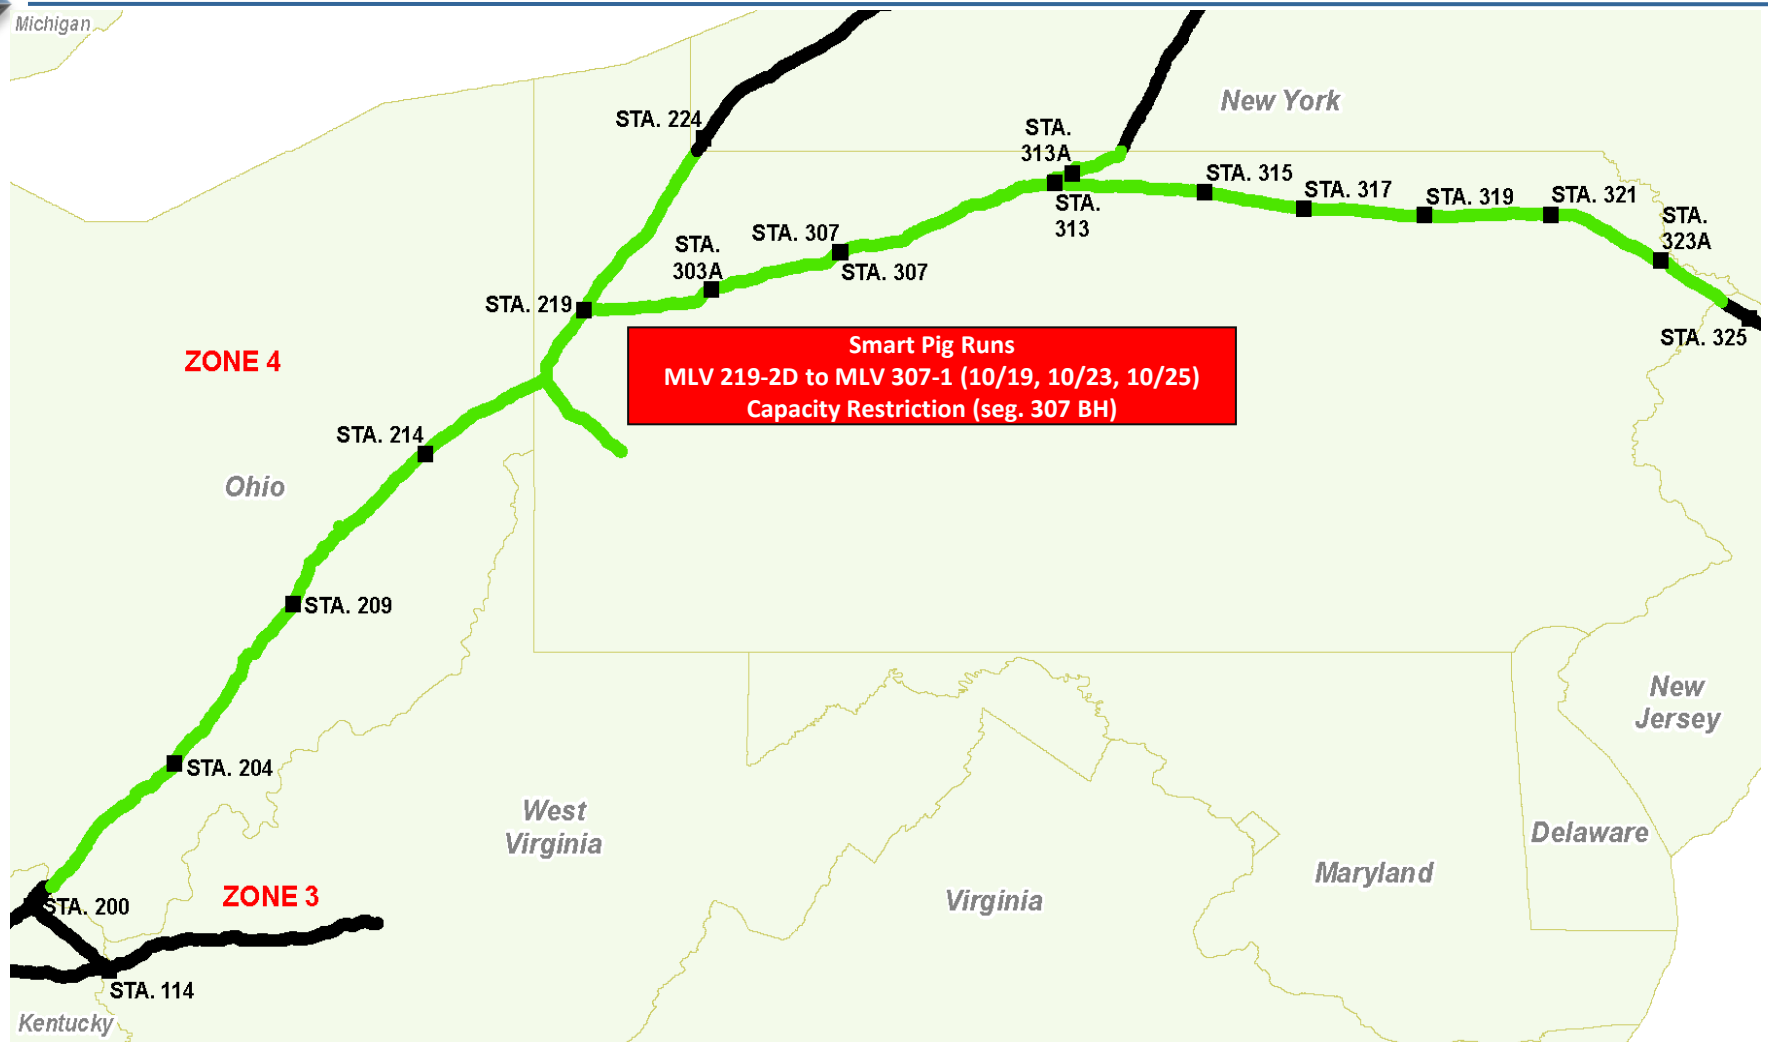 Michigan
New York
STA. 224
STA.
313A
STA. 315
STA. 317
STA. 319
STA. 321
STA.
313
STA.
323A
STA. 307
STA. 307
STA.
303A
STA. 219
STA. 325
Smart Pig Runs
MLV 219-2D to MLV 307-1 (10/19, 10/23, 10/25)
Capacity Restriction (seg. 307 BH)
ZONE 4
STA. 214
Ohio
STA. 209
New
Jersey
STA. 204
West
Virginia
Delaware
Maryland
ZONE 3
Virginia
STA. 200
STA. 114
Kentucky